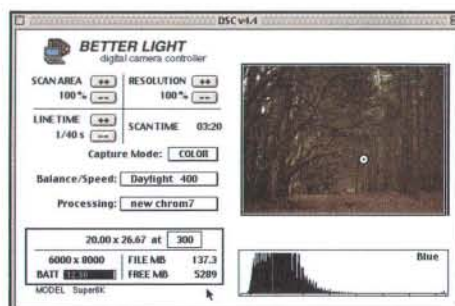 DSC v4.4
BETTER LIGHT
digital camera controller
SCAN AREA ++ RESOLUTION ++
100% -- 100% --
LINE TIME ++ SCAN TIME 03:20
1/40 s --
Capture Mode: COLOR
Balance/Speed: Daylight 400
Processing: new chrom7
20.00 x 26.67 at 300
6000 x 8000 FILE MB 137.3
BATT FREE MB 5289
MODEL Super6K
Blue